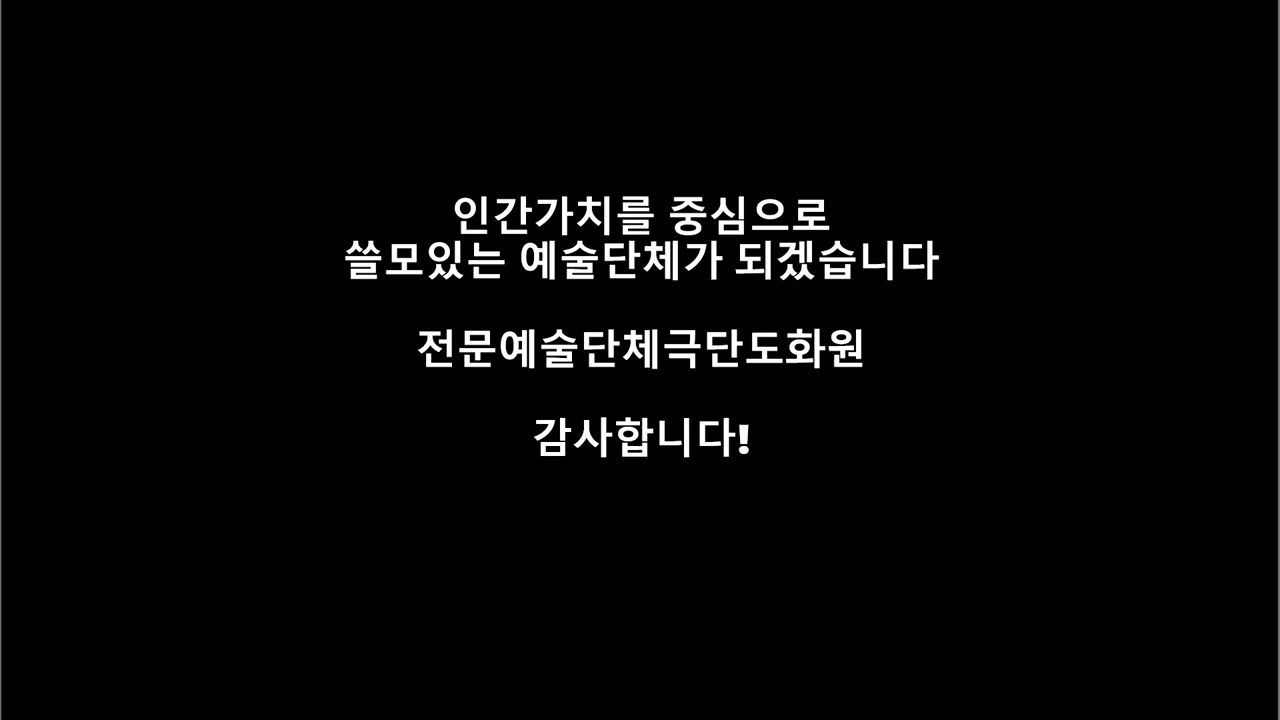 인간가치를 중심으로
쓸모있는 예술단체가 되겠습니다
전문예술단체극단도화원
감사합니다!